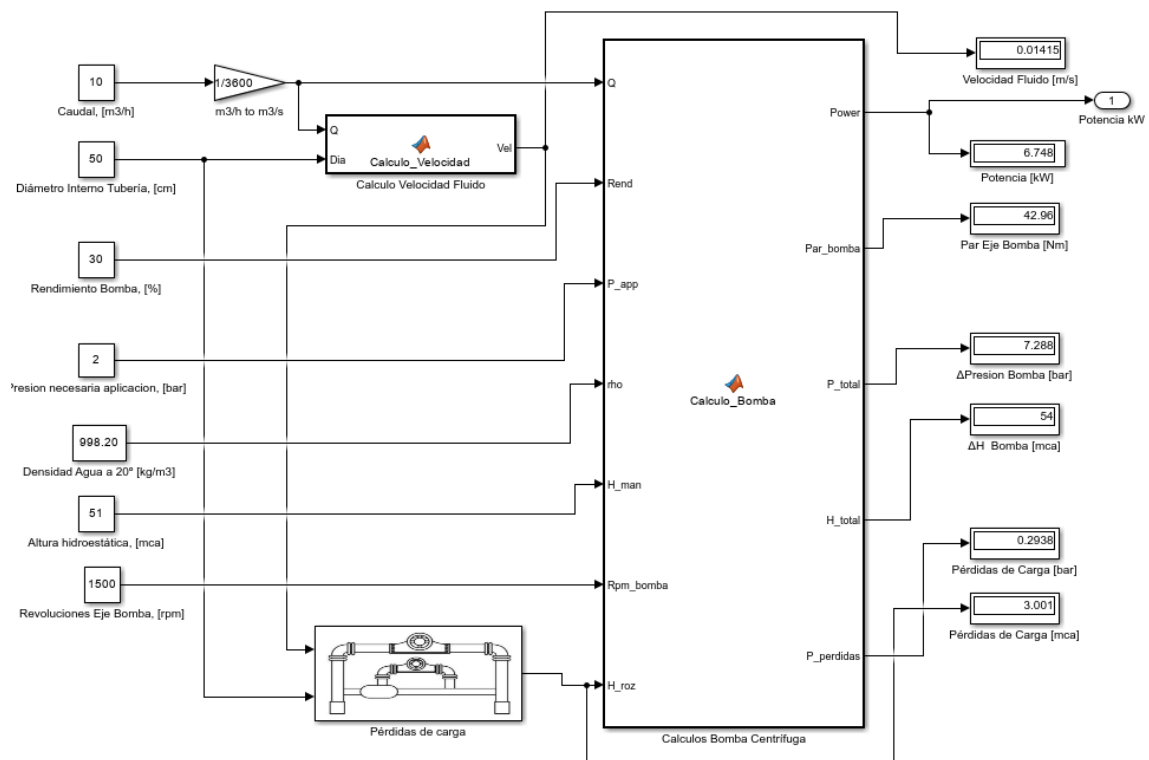 10
Caudal, [m3/h]
1/3600
m3/h to m3/s
50
Diámetro Interno Tubería, [cm]
Q
Dia
Calculo_Velocidad
Vel
Calculo Velocidad Fluido
30
Rendimiento Bomba, [%]
2
Presion necesaria aplicacion, [bar]
998.20
Densidad Agua a 20º [kg/m3]
51
Altura hidroestática, [mca]
1500
Revoluciones Eje Bomba, [rpm]
Pérdidas de carga
Q
Rend
P_app
rho
H_man
Rpm_bomba
H_roz
Calculo_Bomba
Power
Par_bomba
P_total
H_total
P_perdidas
Calculos Bomba Centrífuga
0.01415
Velocidad Fluido [m/s]
1
Potencia kW
6.748
Potencia [kW]
42.96
Par Eje Bomba [Nm]
7.288
ΔPresion Bomba [bar]
54
ΔH Bomba [mca]
0.2938
Pérdidas de Carga [bar]
3.001
Pérdidas de Carga [mca]